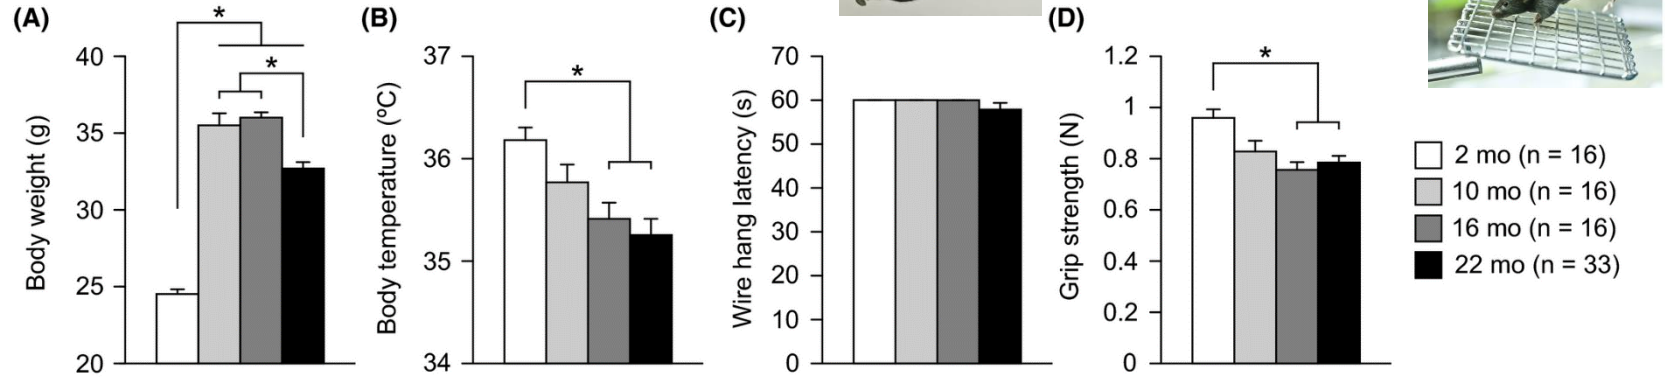 (A)
Body weight (g)
40
35
30
25
20
*
*
(B)
Body temperature (ºC)
37
36
35
34
*
(C)
Wire hang latency (s)
70
60
50
40
30
20
10
0
(D)
Grip strength (N)
1.2
1
0.8
0.6
0.4
0.2
0
*
2 mo (n = 16)
10 mo (n = 16)
16 mo (n = 16)
22 mo (n = 33)